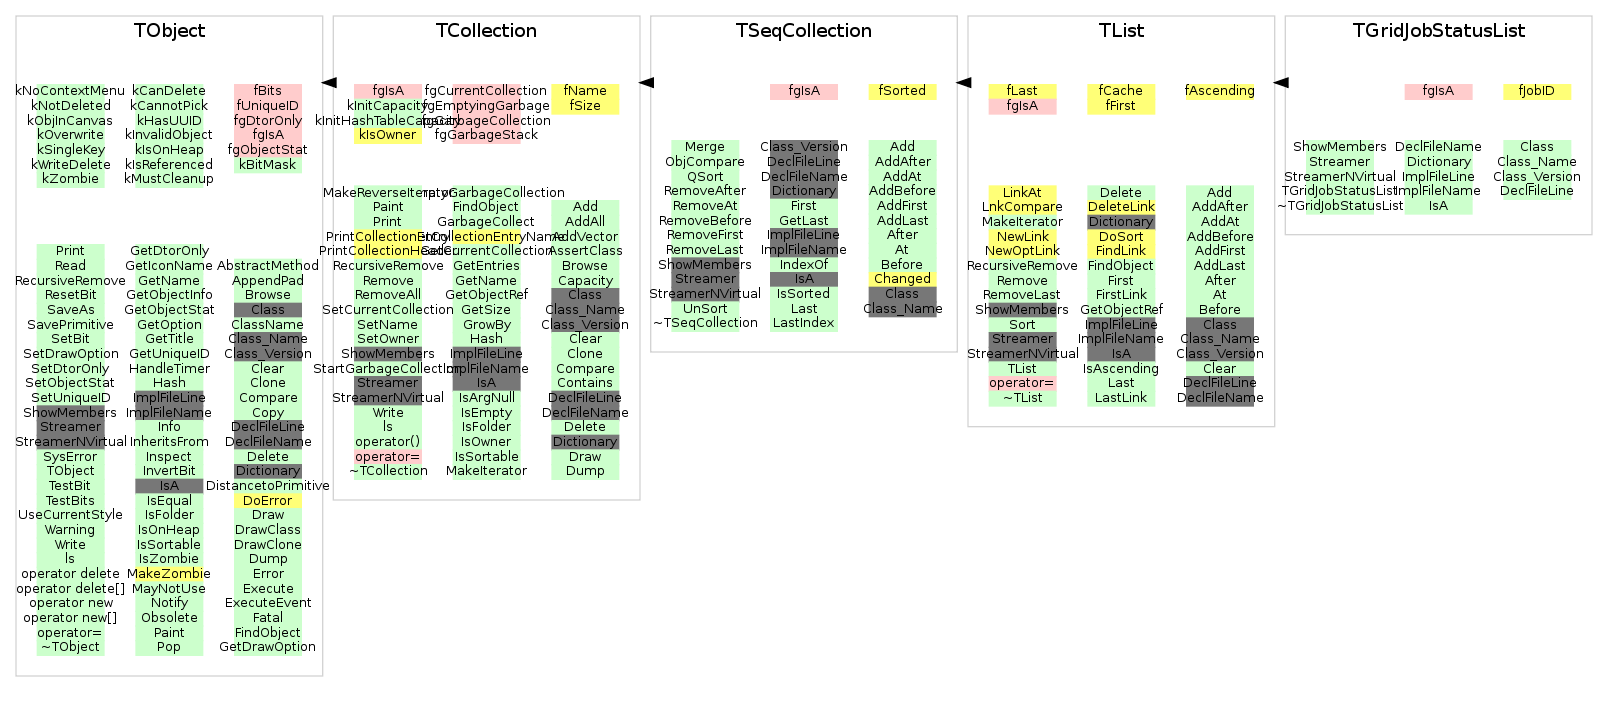 TObject
kNoContextMenu
kNotDeleted
kObjInCanvas
kOverwrite
kSingleKey
kWriteDelete
kZombie
kCanDelete
kCannotPick
kHasUUID
kInvalidObject
kIsOnHeap
kIsReferenced
kMustCleanup
fBits
fUniqueID
fgDtorOnly
fgIsA
fgObjectStat
kBitMask
Print
Read
RecursiveRemove
ResetBit
SaveAs
SavePrimitive
SetBit
SetDrawOption
SetDtorOnly
SetObjectStat
SetUniqueID
ShowMembers
Streamer
StreamerNVirtual
SysError
TObject
TestBit
TestBits
UseCurrentStyle
Warning
Write
ls
operator delete
operator delete[]
operator new
operator new[]
operator=
~TObject
GetDtorOnly
GetIconName
GetName
GetObjectInfo
GetObjectStat
GetOption
GetTitle
GetUniqueID
HandleTimer
Hash
ImplFileLine
ImplFileName
Info
InheritsFrom
Inspect
InvertBit
IsA
IsEqual
IsFolder
IsOnHeap
IsSortable
IsZombie
MakeZombie
MayNotUse
Notify
Obsolete
Paint
Pop
AbstractMethod
AppendPad
Browse
Class
ClassName
Class_Name
Class_Version
Clear
Clone
Compare
Copy
DeclFileLine
DeclFileName
Delete
Dictionary
DistancetoPrimitive
DoError
Draw
DrawClass
DrawClone
Dump
Error
Execute
ExecuteEvent
Fatal
FindObject
GetDrawOption
TCollection
fgIsA
kInitCapacity
kInitHashTableCapacity
kIsOwner
fgCurrentCollection
fgEmptyingGarbage
fgGarbageCollection
fgGarbageStack
fName
fSize
MakeReverseIterator
Paint
Print
PrintCollectionEntry
PrintCollectionHeader
RecursiveRemove
Remove
RemoveAll
SetCurrentCollection
SetName
SetOwner
ShowMembers
StartGarbageCollection
Streamer
StreamerNVirtual
Write
ls
operator()
operator=
~TCollection
EmptyGarbageCollection
FindObject
GarbageCollect
GetCollectionEntryName
GetCurrentCollection
GetEntries
GetName
GetObjectRef
GetSize
GrowBy
Hash
ImplFileLine
ImplFileName
IsA
IsArgNull
IsEmpty
IsFolder
IsOwner
IsSortable
MakeIterator
Add
AddAll
AddVector
AssertClass
Browse
Capacity
Class
Class_Name
Class_Version
Clear
Clone
Compare
Contains
DeclFileLine
DeclFileName
Delete
Dictionary
Draw
Dump
TSeqCollection
fgIsA
fSorted
Merge
ObjCompare
QSort
RemoveAfter
RemoveAt
RemoveBefore
RemoveFirst
RemoveLast
ShowMembers
Streamer
StreamerNVirtual
UnSort
~TSeqCollection
Class_Version
DeclFileLine
DeclFileName
Dictionary
First
GetLast
ImplFileLine
ImplFileName
IndexOf
IsA
IsSorted
Last
LastIndex
Add
AddAfter
AddAt
AddBefore
AddFirst
AddLast
After
At
Before
Changed
Class
Class_Name
TList
fLast
fgIsA
fCache
fFirst
fAscending
LinkAt
LnkCompare
MakeIterator
NewLink
NewOptLink
RecursiveRemove
Remove
RemoveLast
ShowMembers
Sort
Streamer
StreamerNVirtual
TList
operator=
~TList
Delete
DeleteLink
Dictionary
DoSort
FindLink
FindObject
First
FirstLink
GetObjectRef
ImplFileLine
ImplFileName
IsA
IsAscending
Last
LastLink
Add
AddAfter
AddAt
AddBefore
AddFirst
AddLast
After
At
Before
Class
Class_Name
Class_Version
Clear
DeclFileLine
DeclFileName
TGridJobStatusList
fgIsA
fJobID
ShowMembers
Streamer
StreamerNVirtual
TGridJobStatusList
~TGridJobStatusList
DeclFileName
Dictionary
ImplFileLine
ImplFileName
IsA
Class
Class_Name
Class_Version
DeclFileLine